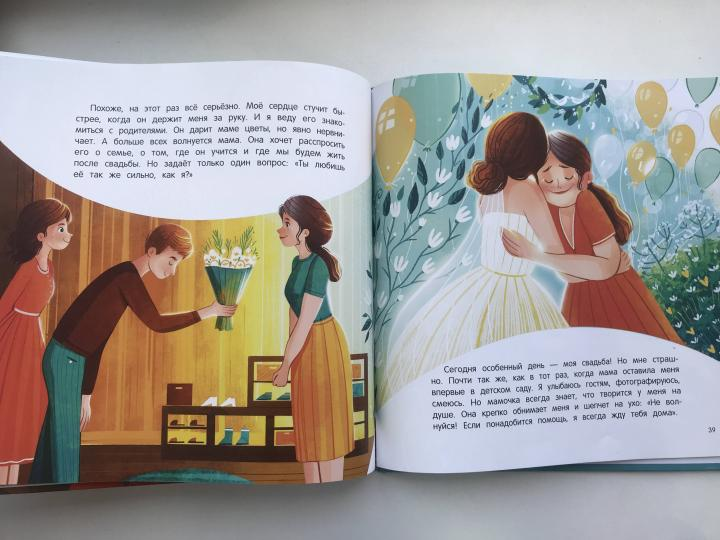 Похоже, на этот раз всё серьёзно. Моё сердце стучит бы-
стрее, когда он держит меня за руку. И я веду его знако-
миться с родителями. Он дарит маме цветы, но явно нервни-
чает. А больше всех волнуется мама. Она хочет расспросить
его о семье, о том, где он учится и где мы будем жить
после свадьбы. Но задаёт только один вопрос: «Ты любишь
её так же сильно, как я?»
Сегодня особенный день — моя свадьба! Но мне страш-
но. Почти так же, как в тот раз, когда мама оставила меня
впервые в детском саду. Я улыбаюсь гостям, фотографируюсь,
смеюсь. Но мамочка всегда знает, что творится у меня на
душе. Она крепко обнимает меня и шепчет на ухо: «Не вол-
нуйся! Если понадобится помощь, я всегда жду тебя дома».
39